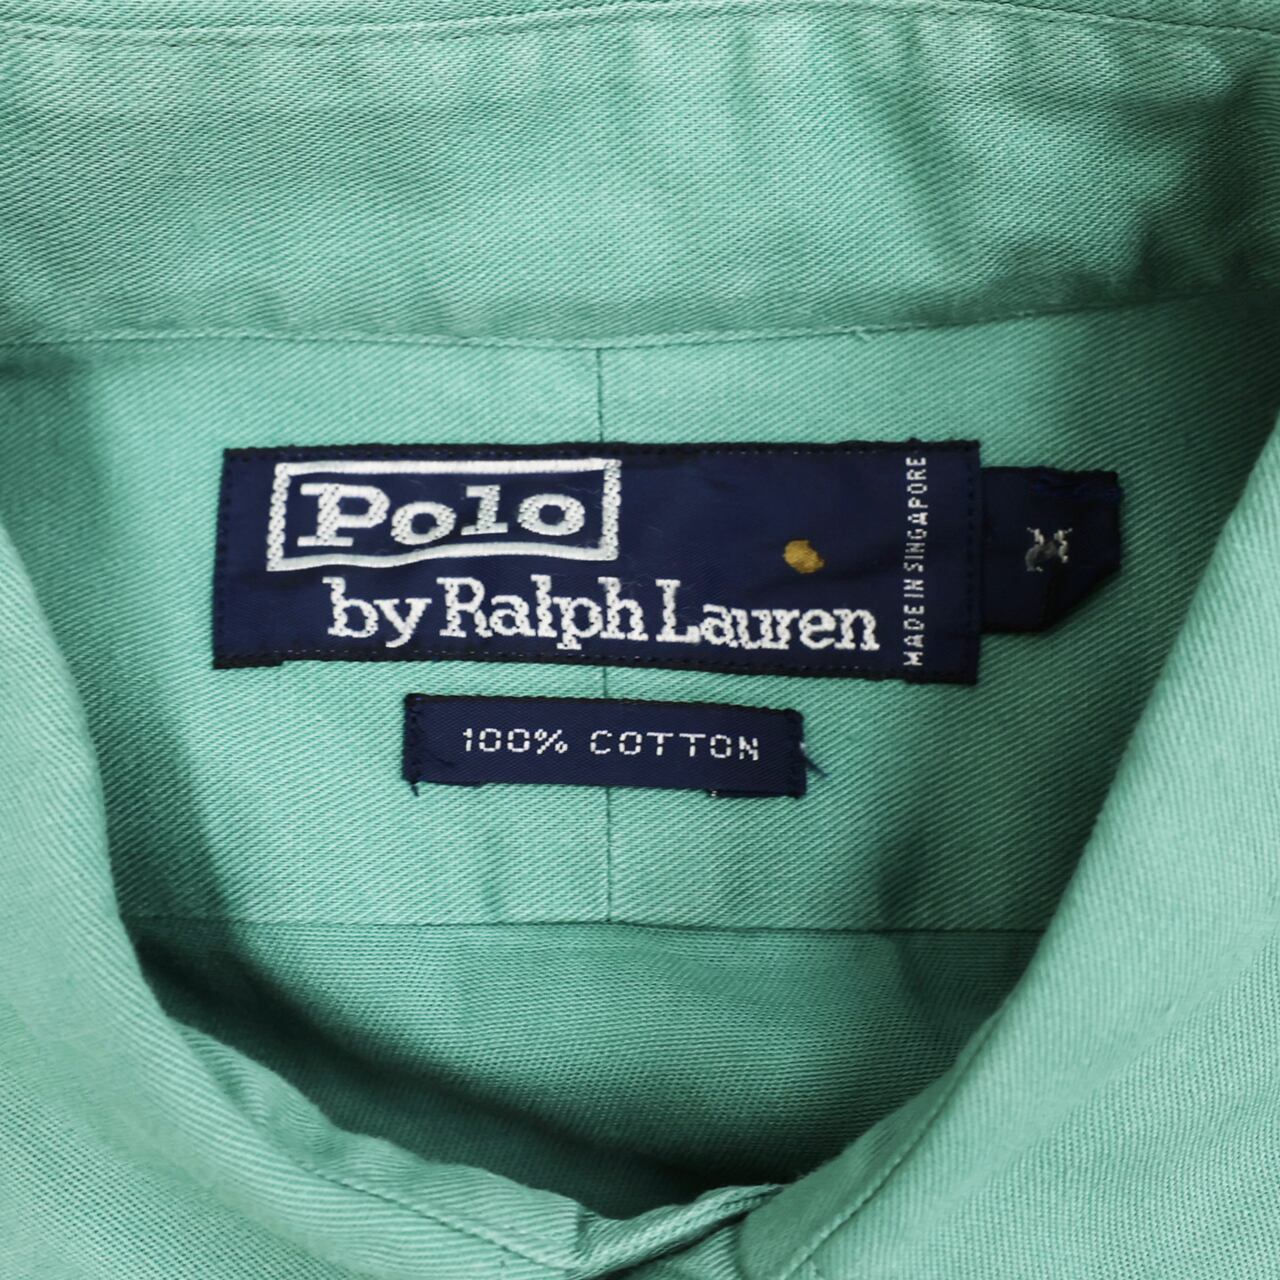 Polo
by Ralph Lauren
MADE IN SINGAPORE
M
100% COTTON